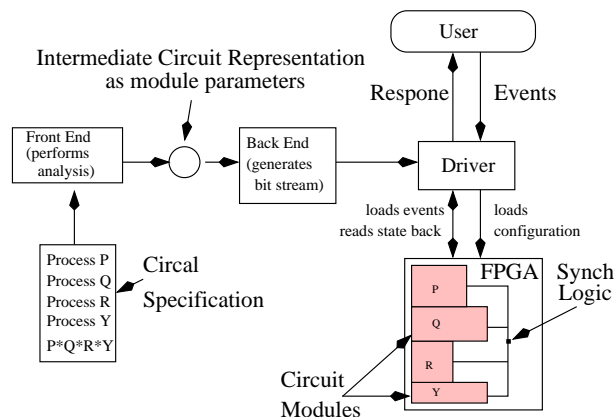 User
Intermediate Circuit Representation
as module parameters
Respone
Events
Front End
(performs
analysis)
Back End
(generates
bit stream)
Driver
loads events
reads state back
loads
configuration
Process P
Process Q
Process R
Process Y
P*Q*R*Y
Circal
Specification
FPGA
P
Q
R
Y
Synch
Logic
Circuit
Modules